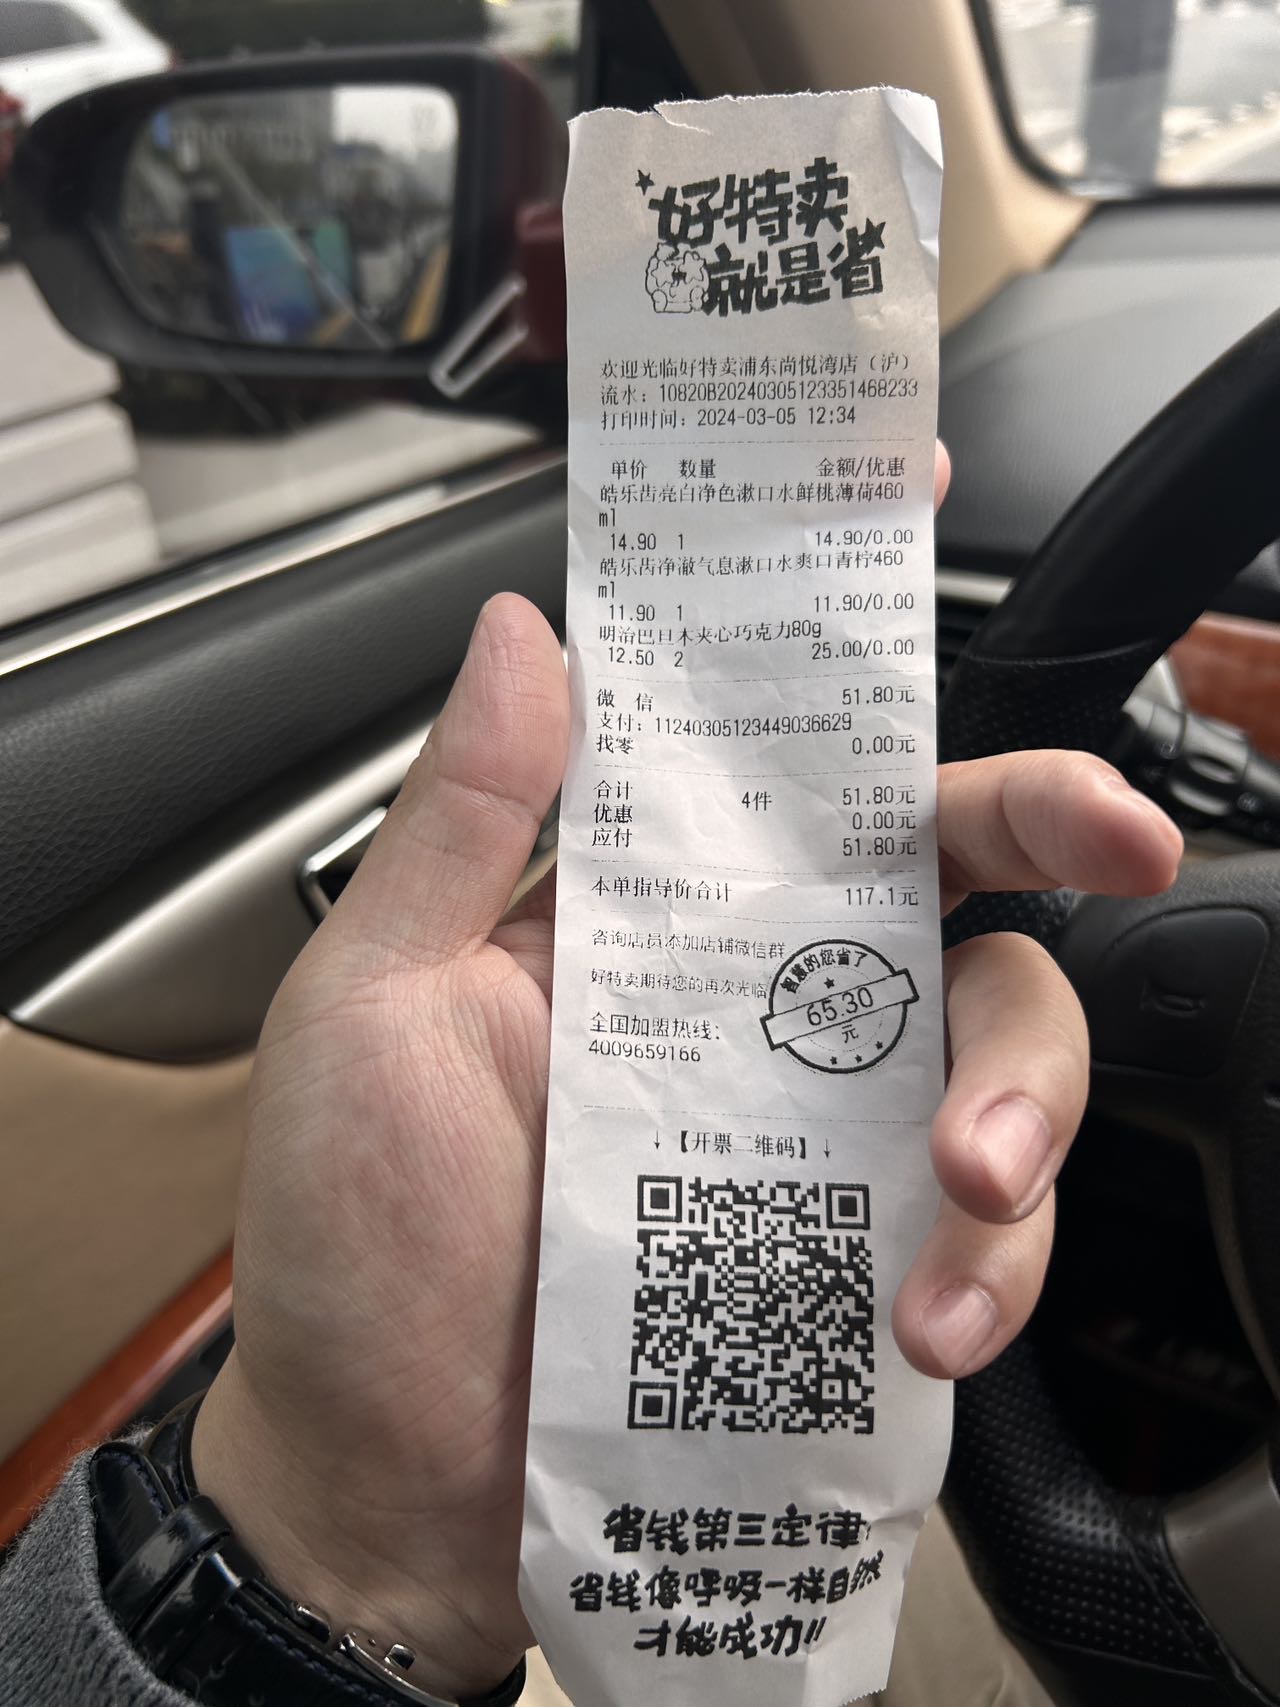 好特卖
就是省
欢迎光临好特卖浦东尚悦湾店（沪）
流水：10820B20240305123351468233
打印时间：2024-03-05 12:34
单价 数量 金额/优惠
皓乐齿亮白净色漱口水鲜桃薄荷460
ml
14.90 1 14.90/0.00
皓乐齿净澈气息漱口水爽口青柠460
ml
11.90 1 11.90/0.00
明治巴旦木夹心巧克力80g
12.50 2 25.00/0.00
微 信 51.80元
支付：11240305123449036629
找零 0.00元
合计 4件 51.80元
优惠 0.00元
应付 51.80元
本单指导价合计 117.1元
咨询店员添加店铺微信群
好特卖期待您的再次光临
智慧的您省了
65.30
元
全国加盟热线：
4009659166
↓【开票二维码】↓
省钱第三定律：
省钱像呼吸一样自然
才能成功!!